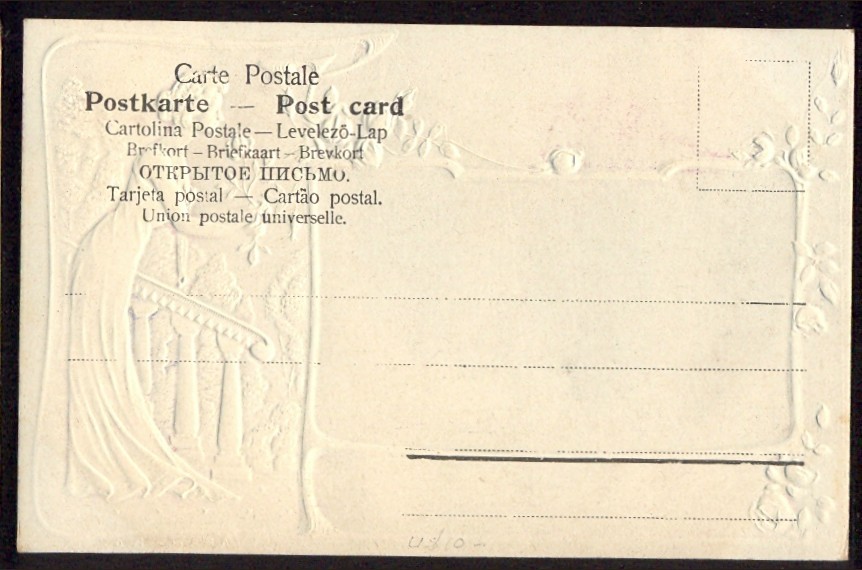 Carte Postale
Postkarte — Post card
Cartolina Postale — Levelező-Lap
Brefkort – Briefkaart – Brevkort
ОТКРЫТОЕ ПИСЬМО.
Tarjeta postal — Cartão postal.
Union postale universelle.